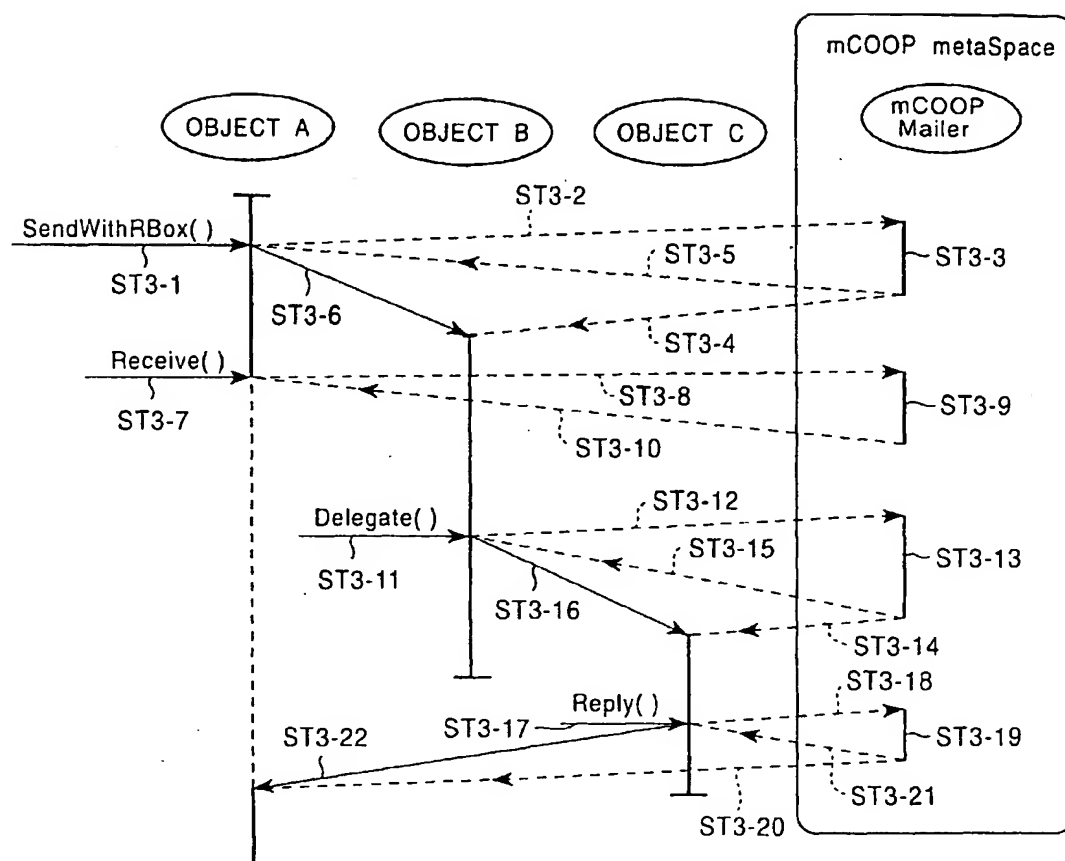 mCOOP metaSpace
OBJECT A
OBJECT B
OBJECT C
mCOOP
Mailer
SendWithRBox( )
ST3-1
ST3-2
ST3-5
ST3-3
ST3-6
ST3-4
Receive( )
ST3-7
ST3-8
ST3-9
ST3-10
ST3-12
Delegate( )
ST3-15
ST3-13
ST3-11
ST3-16
ST3-14
ST3-18
Reply( )
ST3-17
ST3-22
ST3-19
ST3-21
ST3-20